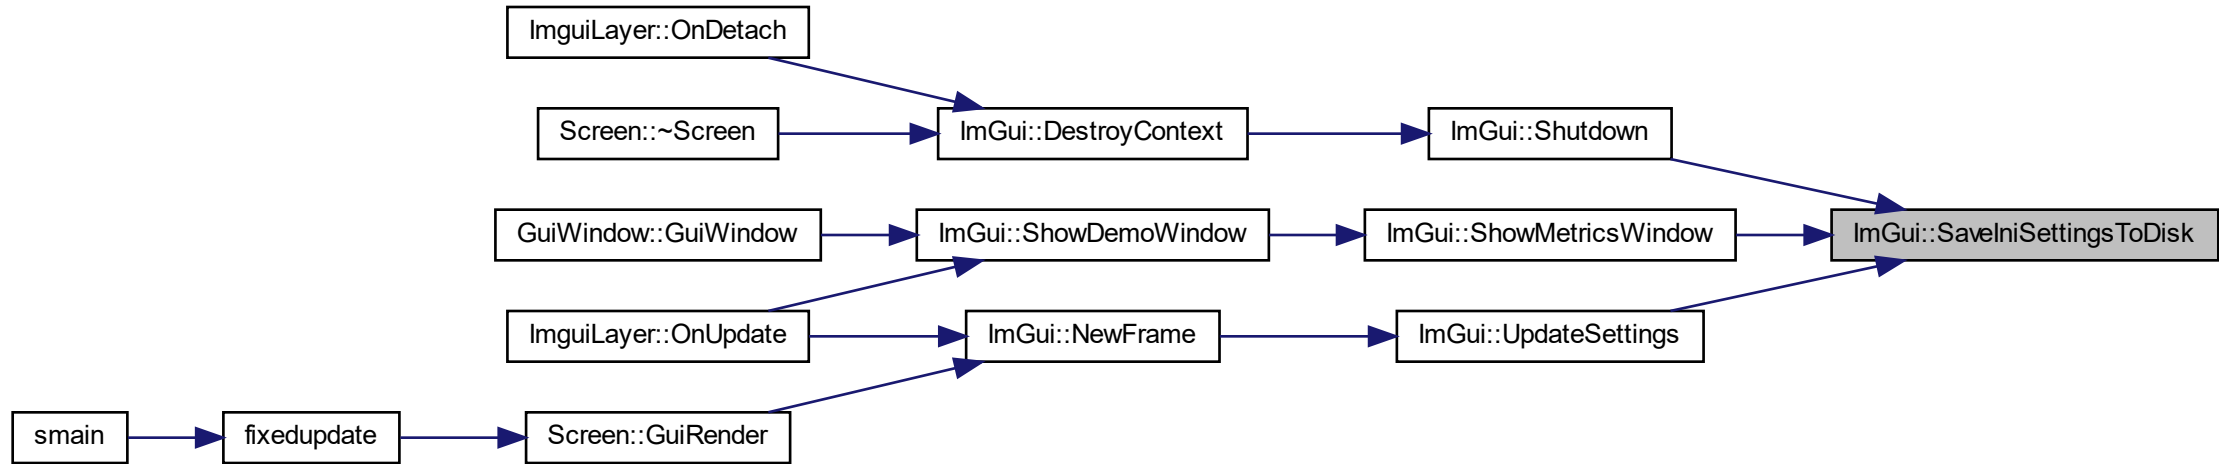 ImguiLayer::OnDetach
Screen::~Screen
ImGui::DestroyContext
ImGui::Shutdown
GuiWindow::GuiWindow
ImGui::ShowDemoWindow
ImGui::ShowMetricsWindow
ImGui::SaveIniSettingsToDisk
ImguiLayer::OnUpdate
ImGui::NewFrame
ImGui::UpdateSettings
smain
fixedupdate
Screen::GuiRender